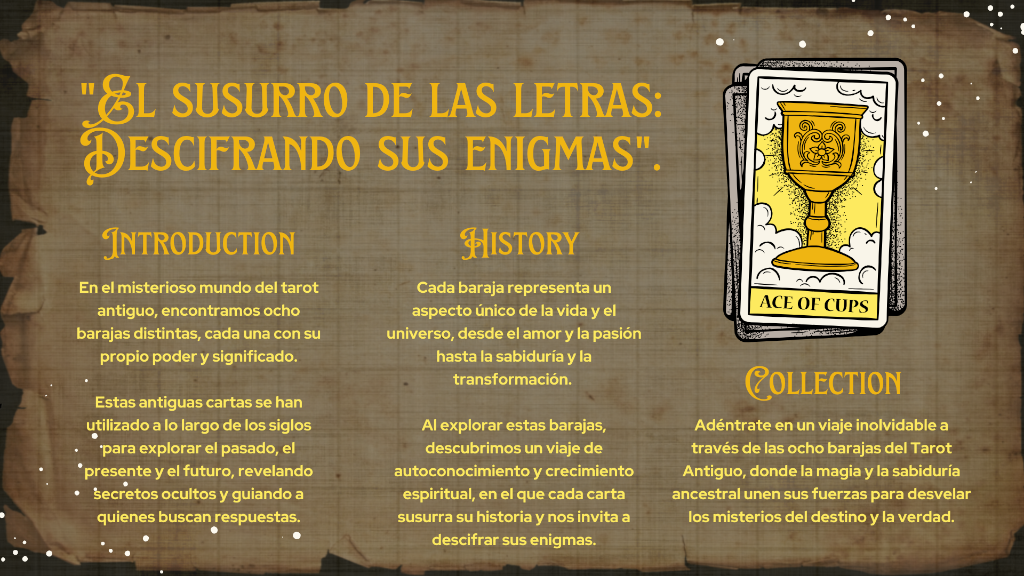 "El susurro de las letras:
Descifrando sus enigmas".
Introduction
En el misterioso mundo del tarot
antiguo, encontramos ocho
barajas distintas, cada una con su
propio poder y significado.
Estas antiguas cartas se han
utilizado a lo largo de los siglos
para explorar el pasado, el
presente y el futuro, revelando
secretos ocultos y guiando a
quienes buscan respuestas.
History
Cada baraja representa un
aspecto único de la vida y el
universo, desde el amor y la pasión
hasta la sabiduría y la
transformación.
Al explorar estas barajas,
descubrimos un viaje de
autoconocimiento y crecimiento
espiritual, en el que cada carta
susurra su historia y nos invita a
descifrar sus enigmas.
ACE OF CUPS
Collection
Adéntrate en un viaje inolvidable a
través de las ocho barajas del Tarot
Antiguo, donde la magia y la sabiduría
ancestral unen sus fuerzas para desvelar
los misterios del destino y la verdad.